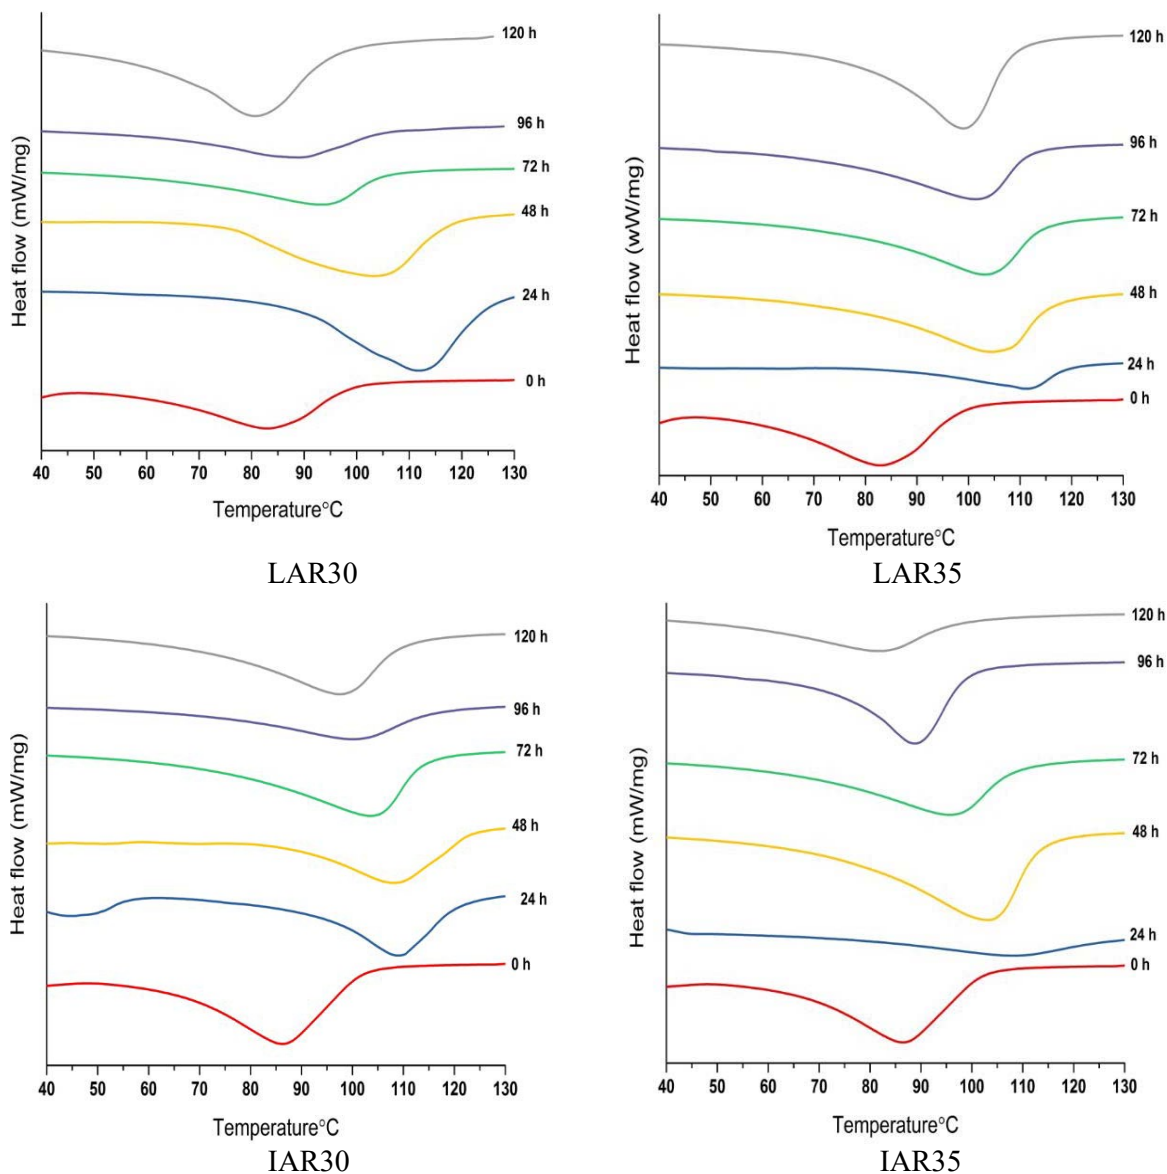 120 h
96 h
72 h
48 h
24 h
0 h
Heat flow (mW/mg)
40 50 60 70 80 90 100 110 120 130
Temperature°C
LAR30
120 h
96 h
72 h
48 h
24 h
0 h
Heat flow (wW/mg)
40 50 60 70 80 90 100 110 120 130
Temperature°C
LAR35
120 h
96 h
72 h
48 h
24 h
0 h
Heat flow (mW/mg)
40 50 60 70 80 90 100 110 120 130
Temperature°C
IAR30
120 h
96 h
72 h
48 h
24 h
0 h
Heat flow (mW/mg)
40 50 60 70 80 90 100 110 120 130
Temperature°C
IAR35